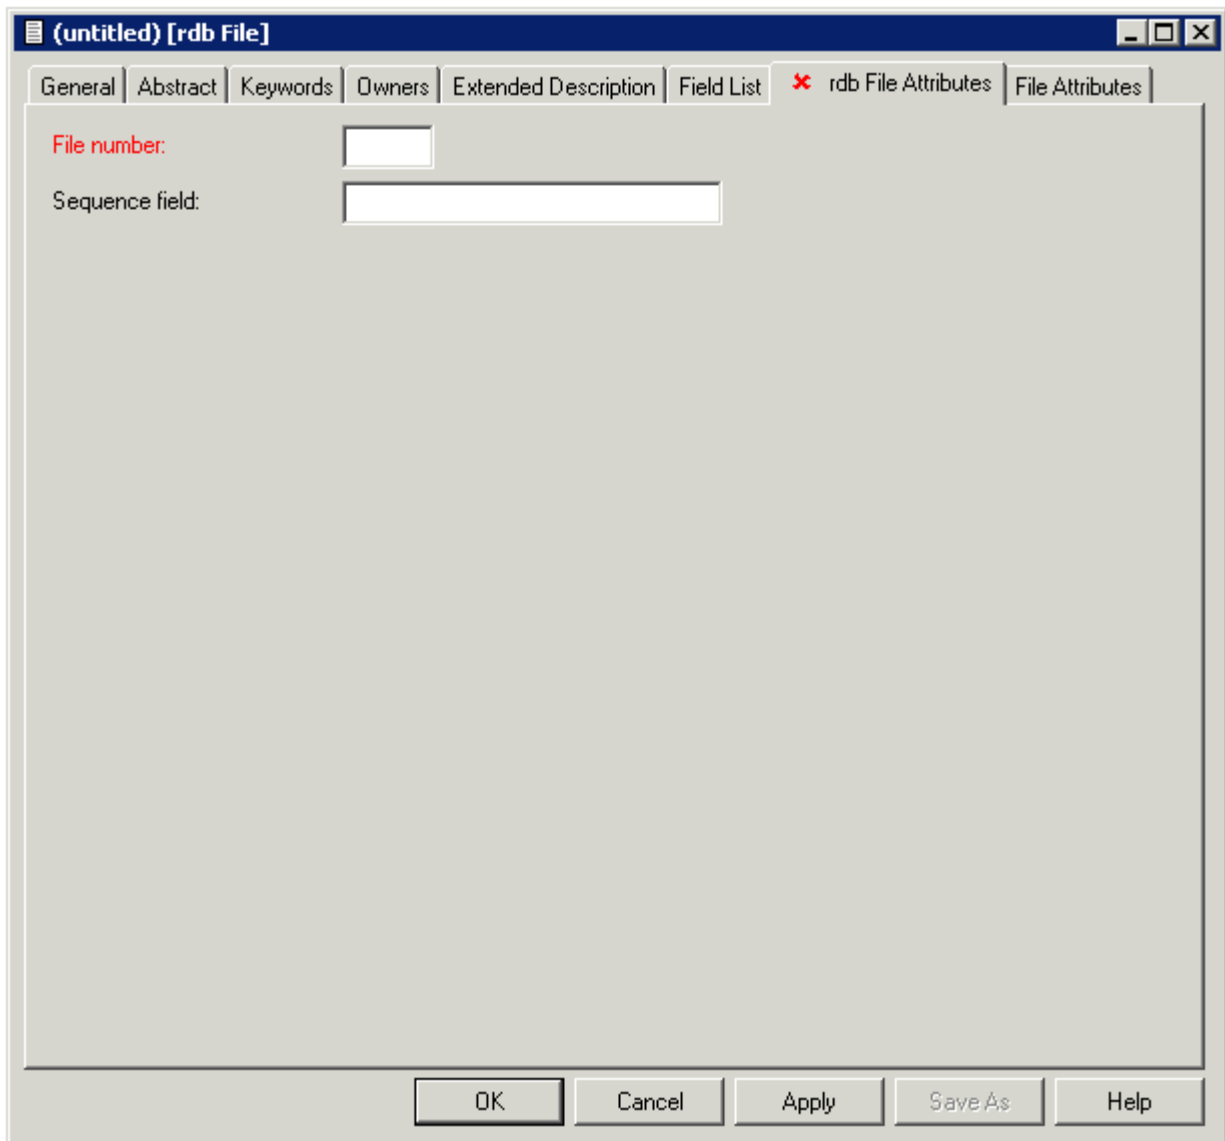 (untitled) [rdb File]
General Abstract Keywords Owners Extended Description Field List rdb File Attributes File Attributes
File number:
Sequence field:
OK Cancel Apply Save As Help